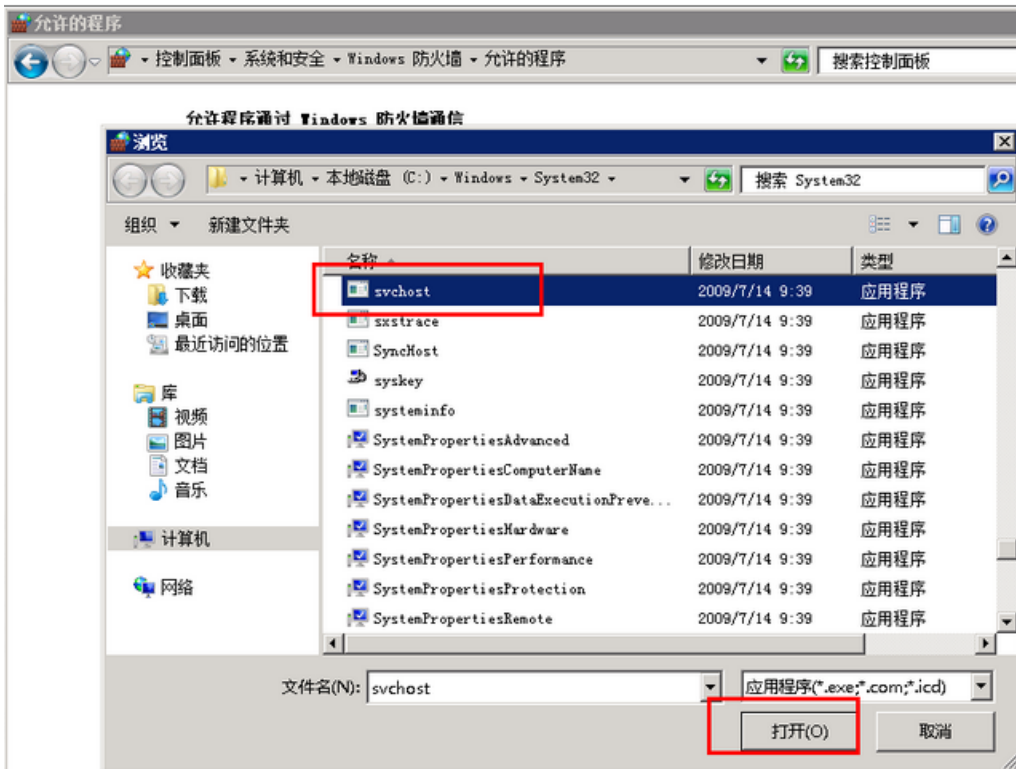 允许的程序
控制面板 系统和安全 Windows 防火墙 允许的程序 搜索控制面板
允许程序通过 Windows 防火墙通信
浏览
计算机 本地磁盘 (C:) Windows System32 搜索 System32
组织 新建文件夹
名称 修改日期 类型
收藏夹
下载
桌面
最近访问的位置
库
视频
图片
文档
音乐
计算机
网络
svchost 2009/7/14 9:39 应用程序
sxstrace 2009/7/14 9:39 应用程序
SyncHost 2009/7/14 9:39 应用程序
syskey 2009/7/14 9:39 应用程序
systeminfo 2009/7/14 9:39 应用程序
SystemPropertiesAdvanced 2009/7/14 9:39 应用程序
SystemPropertiesComputerName 2009/7/14 9:39 应用程序
SystemPropertiesDataExecutionPreve... 2009/7/14 9:39 应用程序
SystemPropertiesHardware 2009/7/14 9:39 应用程序
SystemPropertiesPerformance 2009/7/14 9:39 应用程序
SystemPropertiesProtection 2009/7/14 9:39 应用程序
SystemPropertiesRemote 2009/7/14 9:39 应用程序
文件名(N): svchost 应用程序(*.exe;*.com;*.icd)
打开(O) 取消